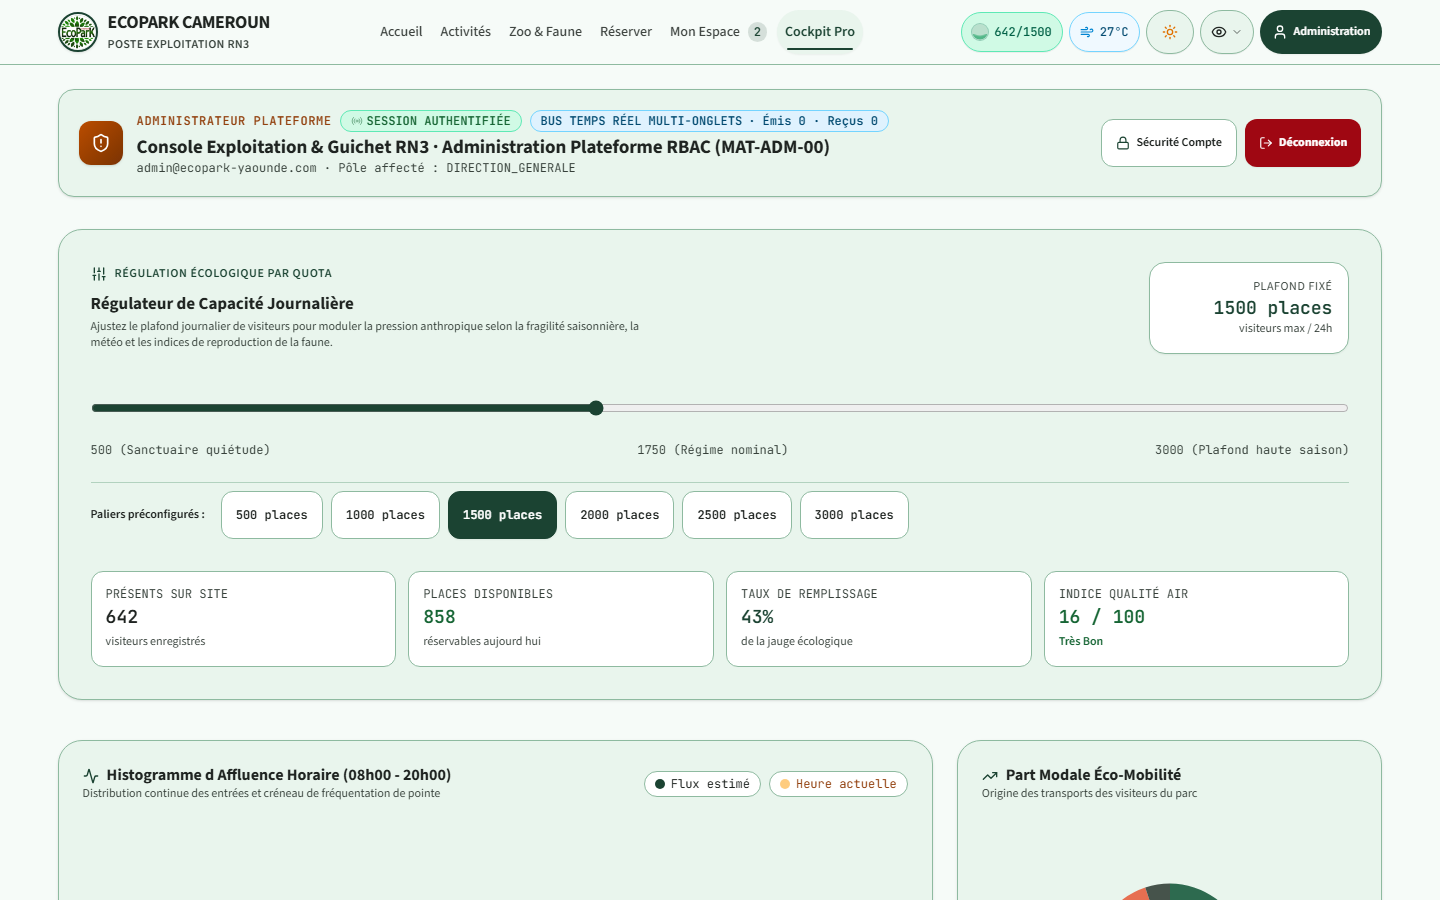 EcoParK
ECOPARK CAMEROUN
POSTE EXPLOITATION RN3
Accueil
Activités
Zoo & Faune
Réserver
Mon Espace 2
Cockpit Pro
642/1500
27°C
Administration
ADMINISTRATEUR PLATEFORME
SESSION AUTHENTIFIÉE
BUS TEMPS RÉEL MULTI-ONGLETS · Émis 0 · Reçus 0
Console Exploitation & Guichet RN3 · Administration Plateforme RBAC (MAT-ADM-00)
admin@ecopark-yaounde.com · Pôle affecté : DIRECTION_GENERALE
Sécurité Compte
Déconnexion
RÉGULATION ÉCOLOGIQUE PAR QUOTA
Régulateur de Capacité Journalière
Ajustez le plafond journalier de visiteurs pour moduler la pression anthropique selon la fragilité saisonnière, la
météo et les indices de reproduction de la faune.
PLAFOND FIXÉ
1500 places
visiteurs max / 24h
500 (Sanctuaire quiétude)
1750 (Régime nominal)
3000 (Plafond haute saison)
Paliers préconfigurés :
500 places
1000 places
1500 places
2000 places
2500 places
3000 places
PRÉSENTS SUR SITE
642
visiteurs enregistrés
PLACES DISPONIBLES
858
réservables aujourd hui
TAUX DE REMPLISSAGE
43%
de la jauge écologique
INDICE QUALITÉ AIR
16 / 100
Très Bon
Histogramme d Affluence Horaire (08h00 - 20h00)
Distribution continue des entrées et créneau de fréquentation de pointe
Flux estimé
Heure actuelle
Part Modale Éco-Mobilité
Origine des transports des visiteurs du parc